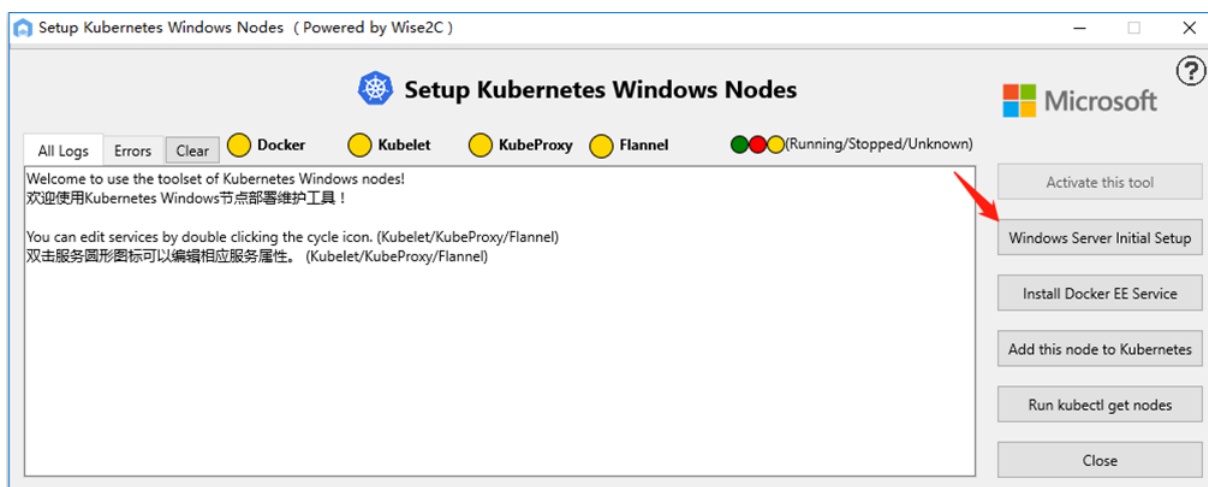 Setup Kubernetes Windows Nodes ( Powered by Wise2C )
Setup Kubernetes Windows Nodes
?
Microsoft
All Logs Errors Clear Docker Kubelet KubeProxy Flannel (Running/Stopped/Unknown)
Welcome to use the toolset of Kubernetes Windows nodes!
欢迎使用Kubernetes Windows节点部署维护工具！
You can edit services by double clicking the cycle icon. (Kubelet/KubeProxy/Flannel)
双击服务圆形图标可以编辑相应服务属性。 (Kubelet/KubeProxy/Flannel)
Activate this tool
Windows Server Initial Setup
Install Docker EE Service
Add this node to Kubernetes
Run kubectl get nodes
Close